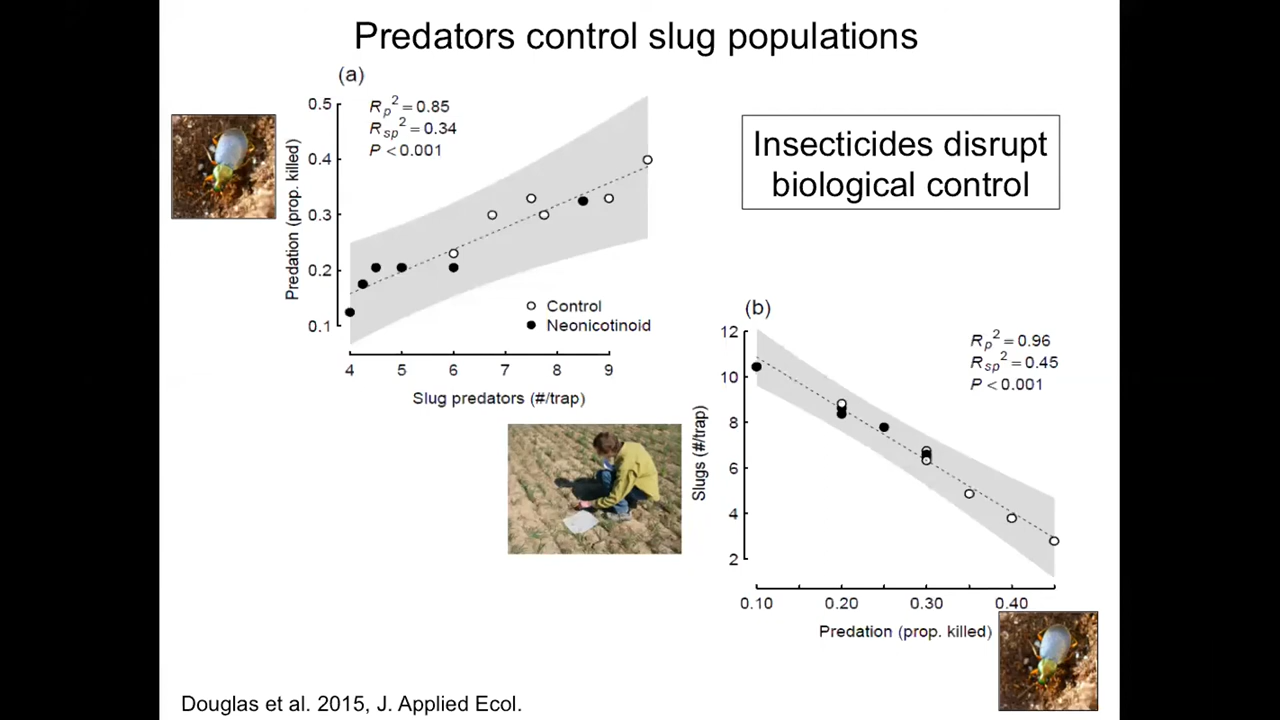 Predators control slug populations
(a)
Rp² = 0.85
Rsp² = 0.34
P < 0.001
Predation (prop. killed)
0.5
0.4
0.3
0.2
0.1
Control
Neonicotinoid
4 5 6 7 8 9
Slug predators (#/trap)
Insecticides disrupt
biological control
(b)
Rp² = 0.96
Rsp² = 0.45
P < 0.001
Slugs (#/trap)
12
10
8
6
4
2
0.10 0.20 0.30 0.40
Predation (prop. killed)
Douglas et al. 2015, J. Applied Ecol.